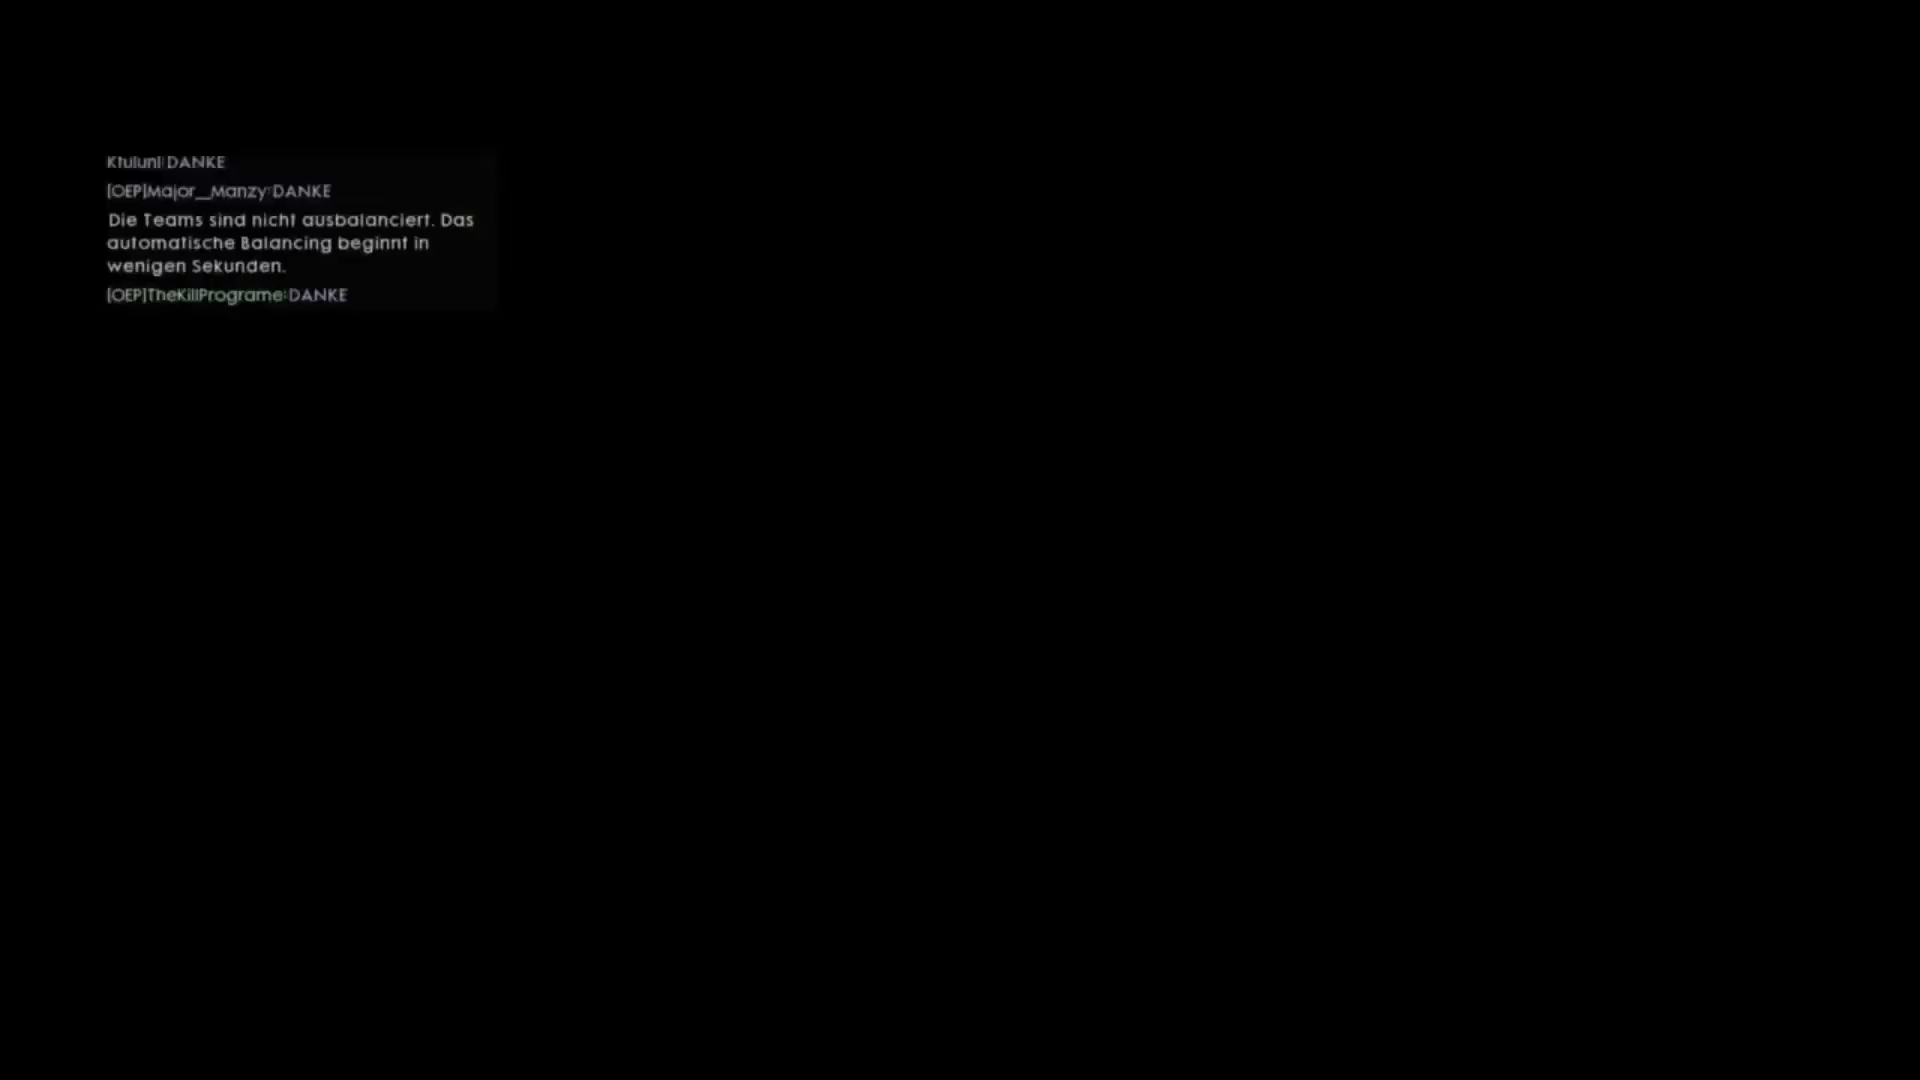 Ktulunl:DANKE
[OEP]Major__Manzy:DANKE
Die Teams sind nicht ausbalanciert. Das
automatische Balancing beginnt in
wenigen Sekunden.
[OEP]TheKillPrograme:DANKE